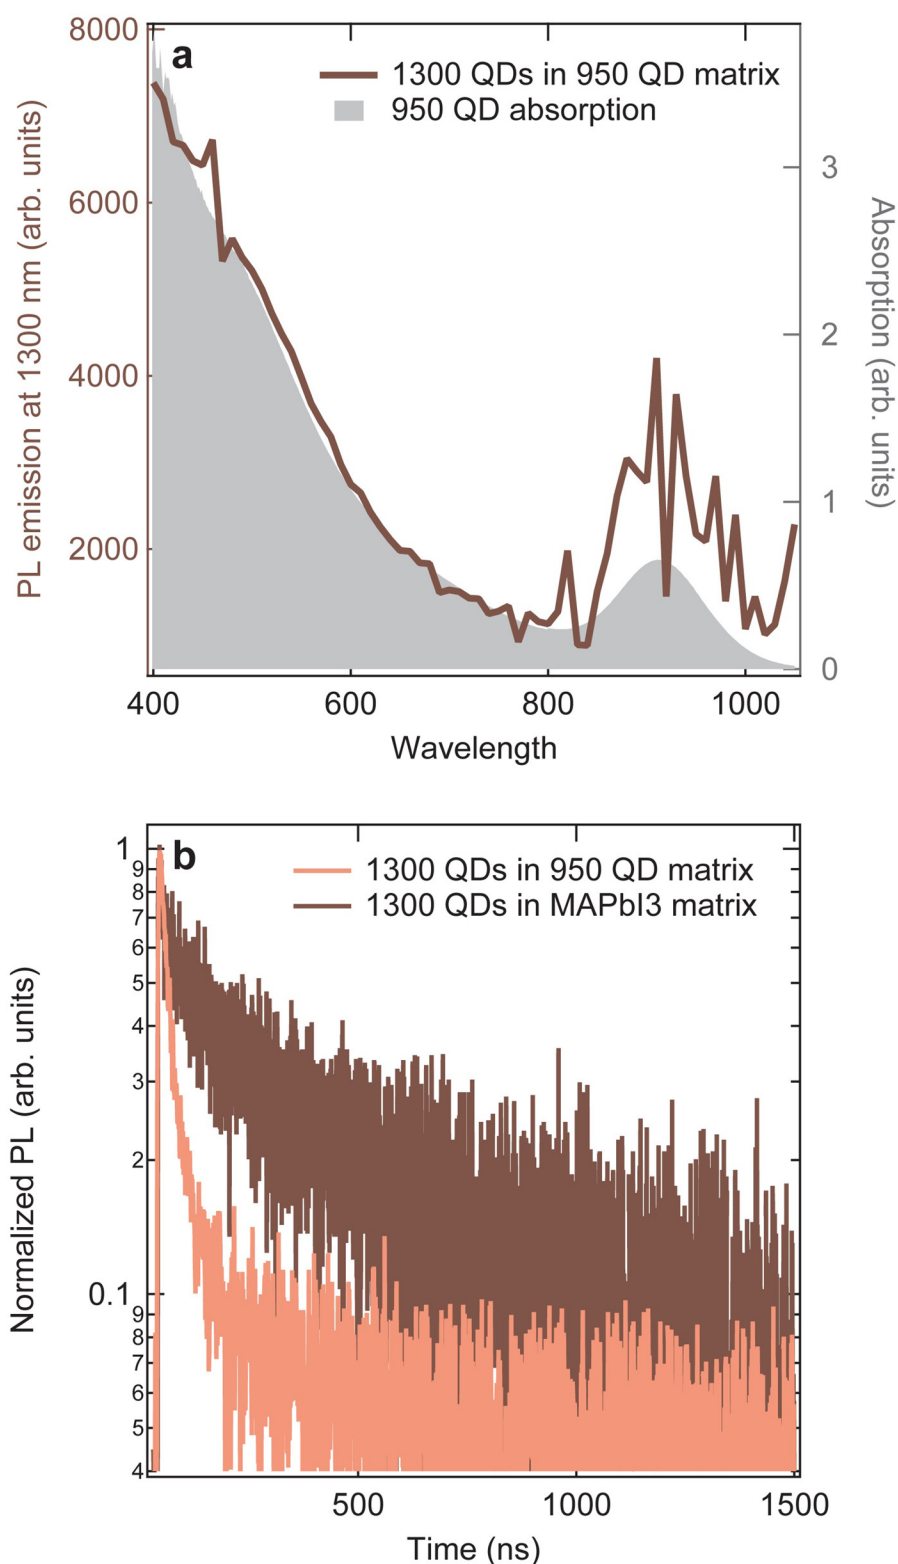 a
1300 QDs in 950 QD matrix
950 QD absorption
PL emission at 1300 nm (arb. units)
8000
6000
4000
2000
Absorption (arb. units)
3
2
1
0
400 600 800 1000
Wavelength
b
1300 QDs in 950 QD matrix
1300 QDs in MAPbI3 matrix
Normalized PL (arb. units)
1
9
8
7
6
5
4
3
2
0.1
9
8
7
6
5
4
500 1000 1500
Time (ns)